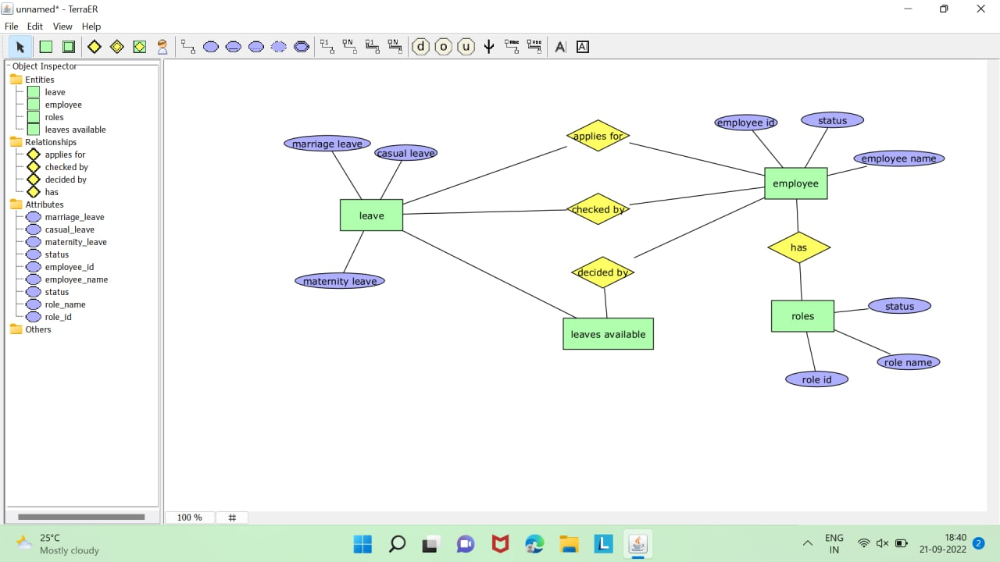 unnamed* - TerraER
File Edit View Help
1 N 1 N d o u A A
Object Inspector
Entities
leave
employee
roles
leaves available
Relationships
applies for
checked by
decided by
has
Attributes
marriage_leave
casual_leave
maternity_leave
status
employee_id
employee_name
status
role_name
role_id
Others
marriage leave
casual leave
leave
maternity leave
applies for
checked by
decided by
leaves available
employee id
status
employee name
employee
has
roles
status
role name
role id
100 %
25°C
Mostly cloudy
L
ENG
IN
18:40
21-09-2022
2